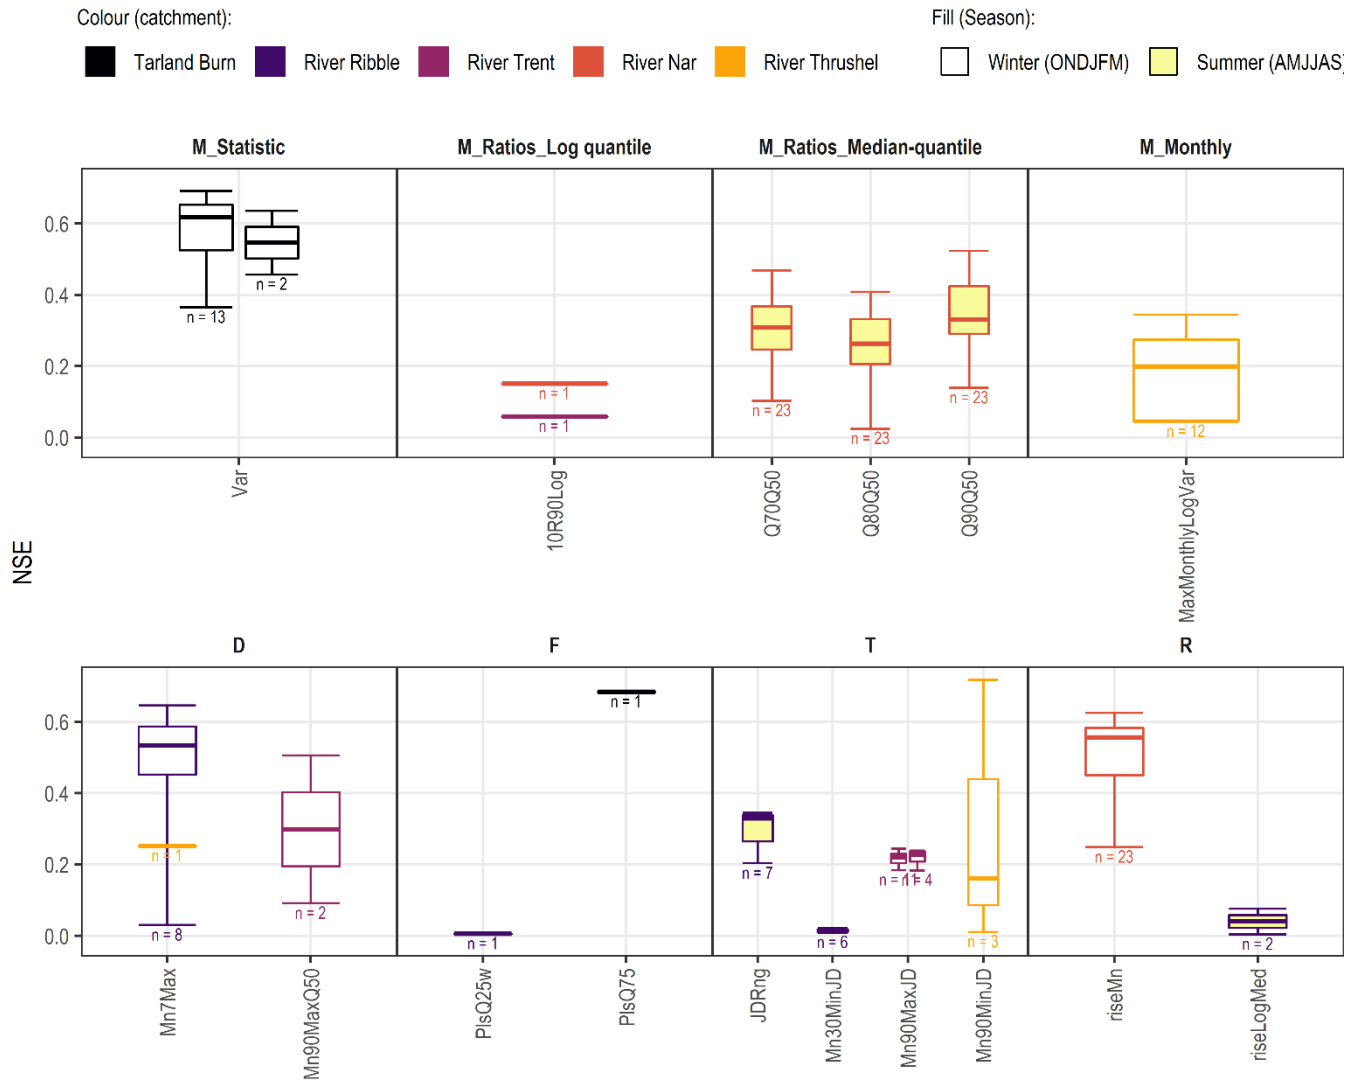 Colour (catchment):
Fill (Season):
Tarland Burn River Ribble River Trent River Nar River Thrushel
Winter (ONDJFM) Summer (AMJJAS)
M_Statistic M_Ratios_Log quantile M_Ratios_Median-quantile M_Monthly
0.6
0.4
0.2
0.0
n = 13
n = 2
n = 1
n = 1
n = 23
n = 23
n = 23
n = 12
Var
10R90Log
Q70Q50
Q80Q50
Q90Q50
MaxMonthlyLogVar
NSE
D F T R
0.6
0.4
0.2
0.0
n = 8
n = 1
n = 2
n = 1
n = 1
n = 7
n = 6
n = 11
n = 4
n = 3
n = 23
n = 2
Mn7Max
Mn90MaxQ50
PlsQ25w
PlsQ75
JDRng
Mn30MinJD
Mn90MaxJD
Mn90MinJD
riseMn
riseLogMed